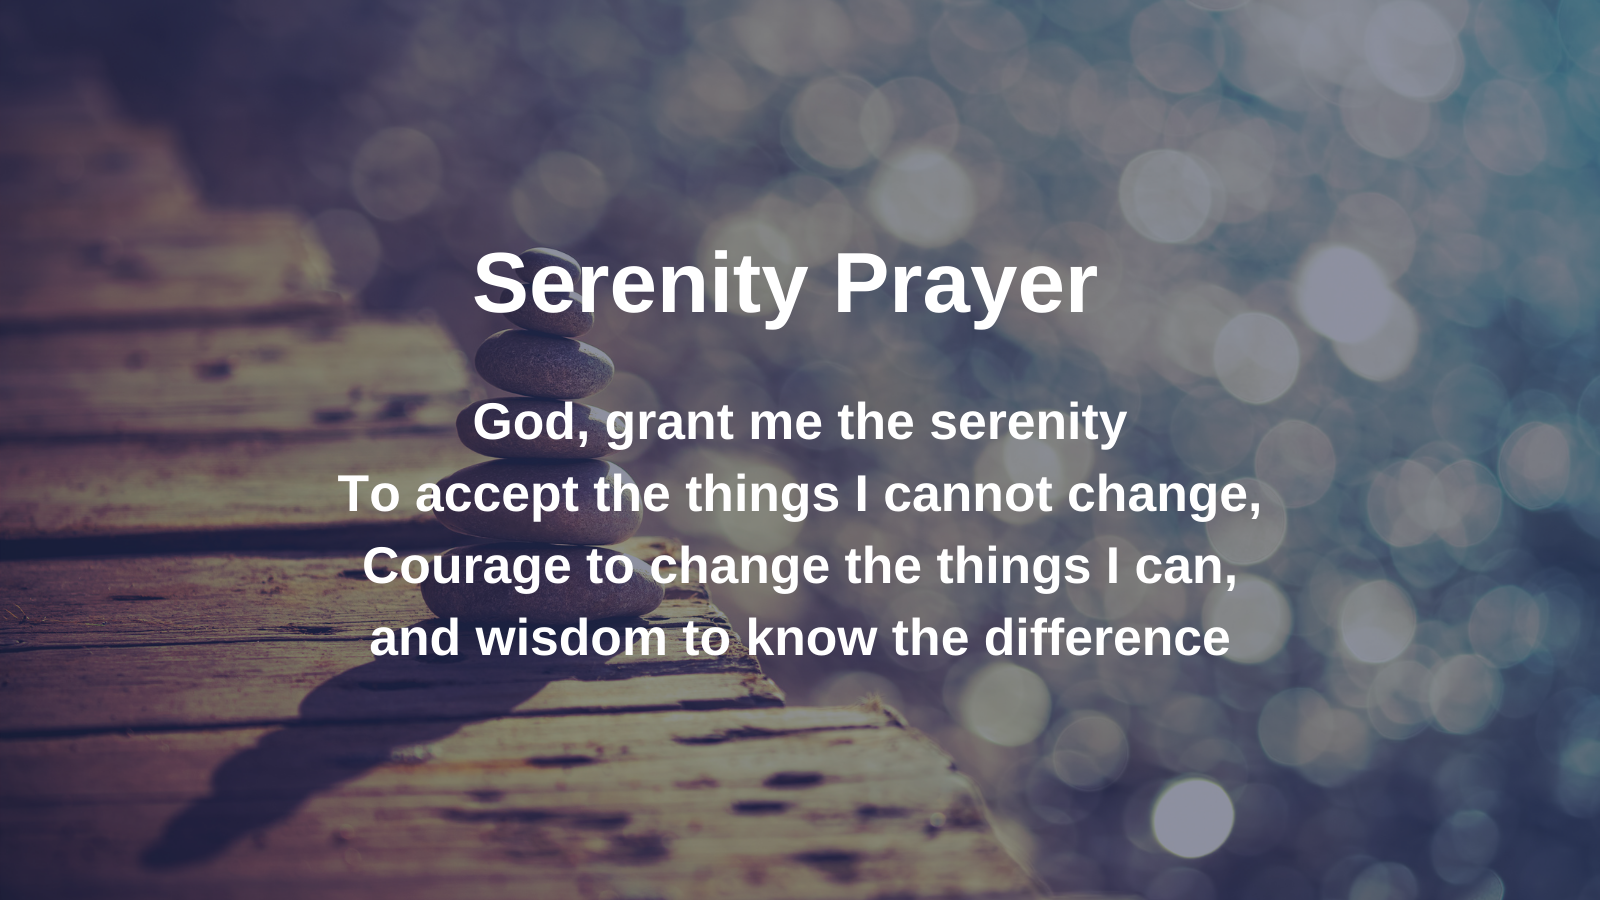 Serenity Prayer
God, grant me the serenity
To accept the things I cannot change,
Courage to change the things I can,
and wisdom to know the difference